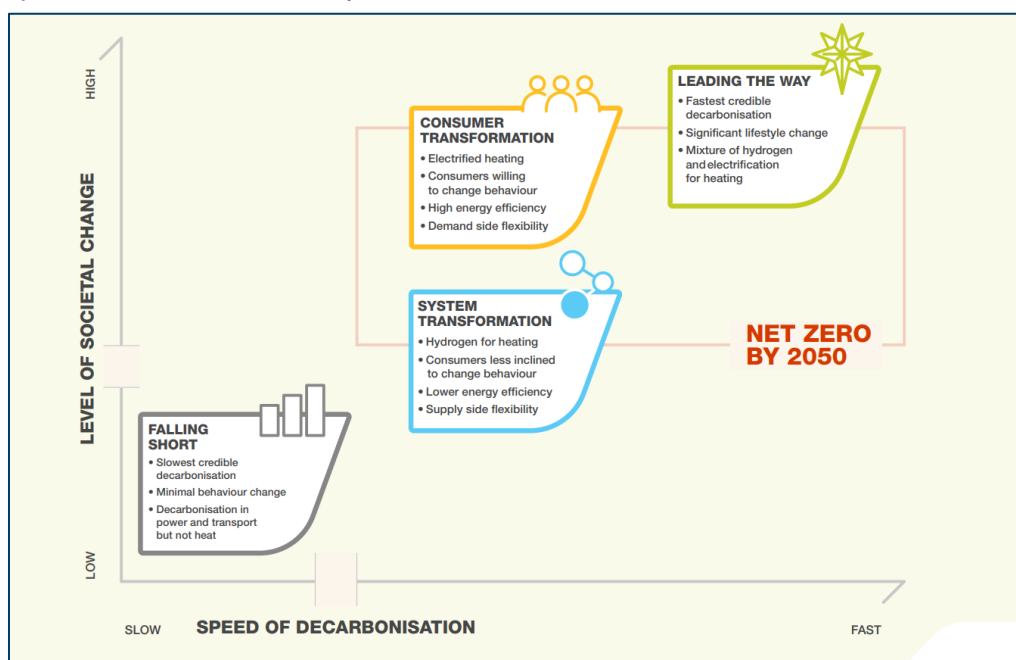 HIGH
LEVEL OF SOCIETAL CHANGE
LOW
LEADING THE WAY
• Fastest credible
decarbonisation
• Significant lifestyle change
• Mixture of hydrogen
and electrification
for heating
CONSUMER
TRANSFORMATION
• Electrified heating
• Consumers willing
to change behaviour
• High energy efficiency
• Demand side flexibility
SYSTEM
TRANSFORMATION
• Hydrogen for heating
• Consumers less inclined
to change behaviour
• Lower energy efficiency
• Supply side flexibility
NET ZERO
BY 2050
FALLING
SHORT
• Slowest credible
decarbonisation
• Minimal behaviour change
• Decarbonisation in
power and transport
but not heat
SLOW
SPEED OF DECARBONISATION
FAST